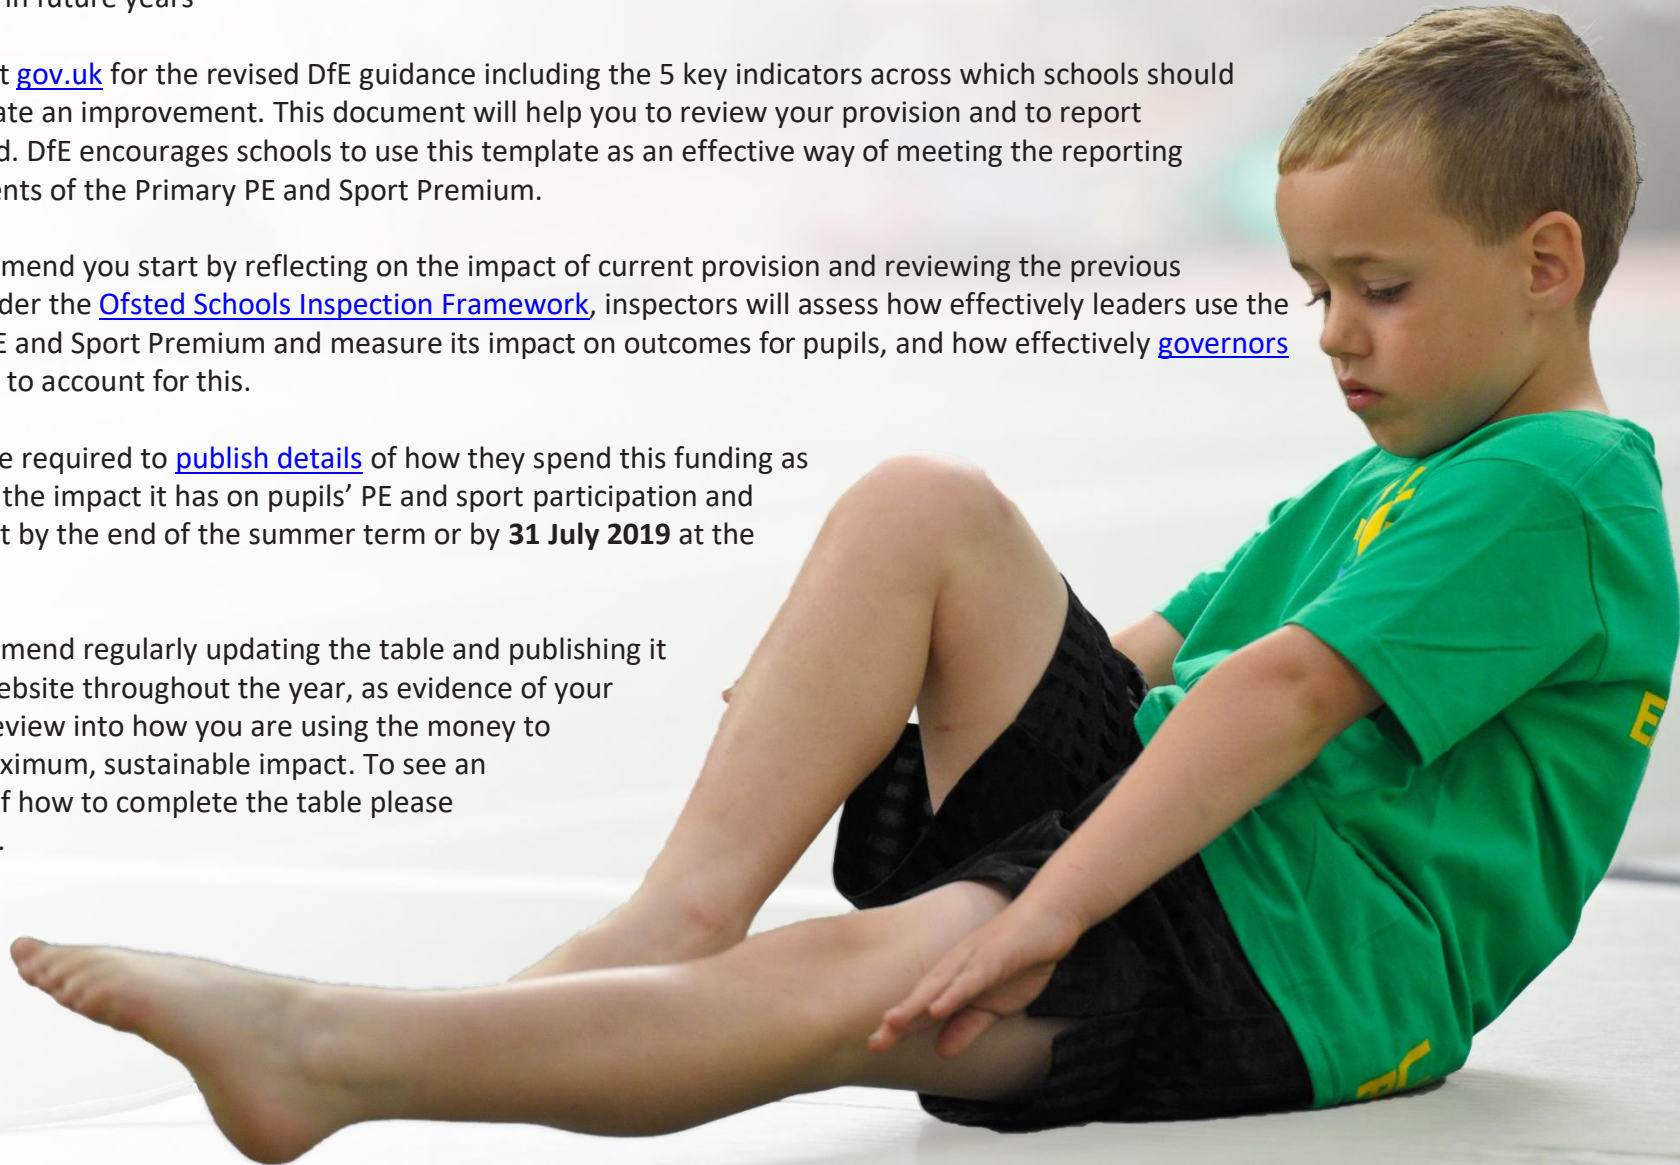 in future years
t gov.uk for the revised DfE guidance including the 5 key indicators across which schools should
ate an improvement. This document will help you to review your provision and to report
d. DfE encourages schools to use this template as an effective way of meeting the reporting
ents of the Primary PE and Sport Premium.
mend you start by reflecting on the impact of current provision and reviewing the previous
der the Ofsted Schools Inspection Framework, inspectors will assess how effectively leaders use the
E and Sport Premium and measure its impact on outcomes for pupils, and how effectively governors
to account for this.
e required to publish details of how they spend this funding as
the impact it has on pupils’ PE and sport participation and
t by the end of the summer term or by 31 July 2019 at the
mend regularly updating the table and publishing it
ebsite throughout the year, as evidence of your
eview into how you are using the money to
ximum, sustainable impact. To see an
f how to complete the table please
.